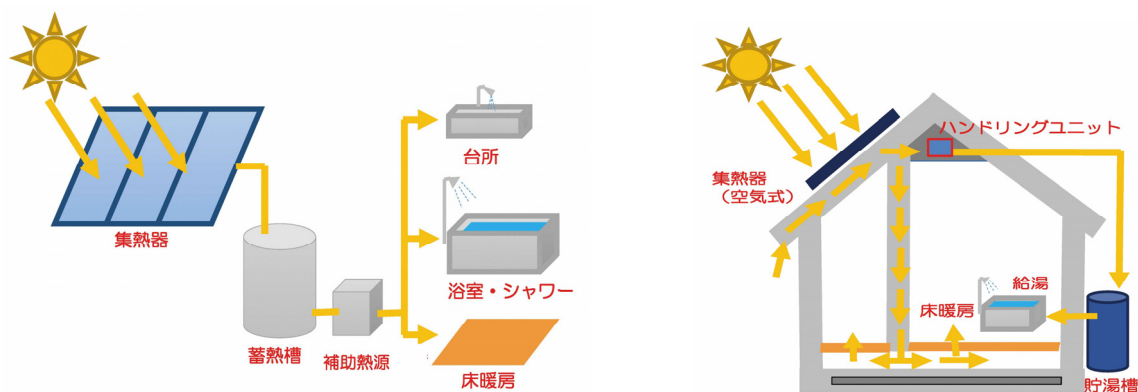 集熱器
蓄熱槽
補助熱源
台所
浴室・シャワー
床暖房
ハンドリングユニット
集熱器
（空気式）
給湯
床暖房
貯湯槽